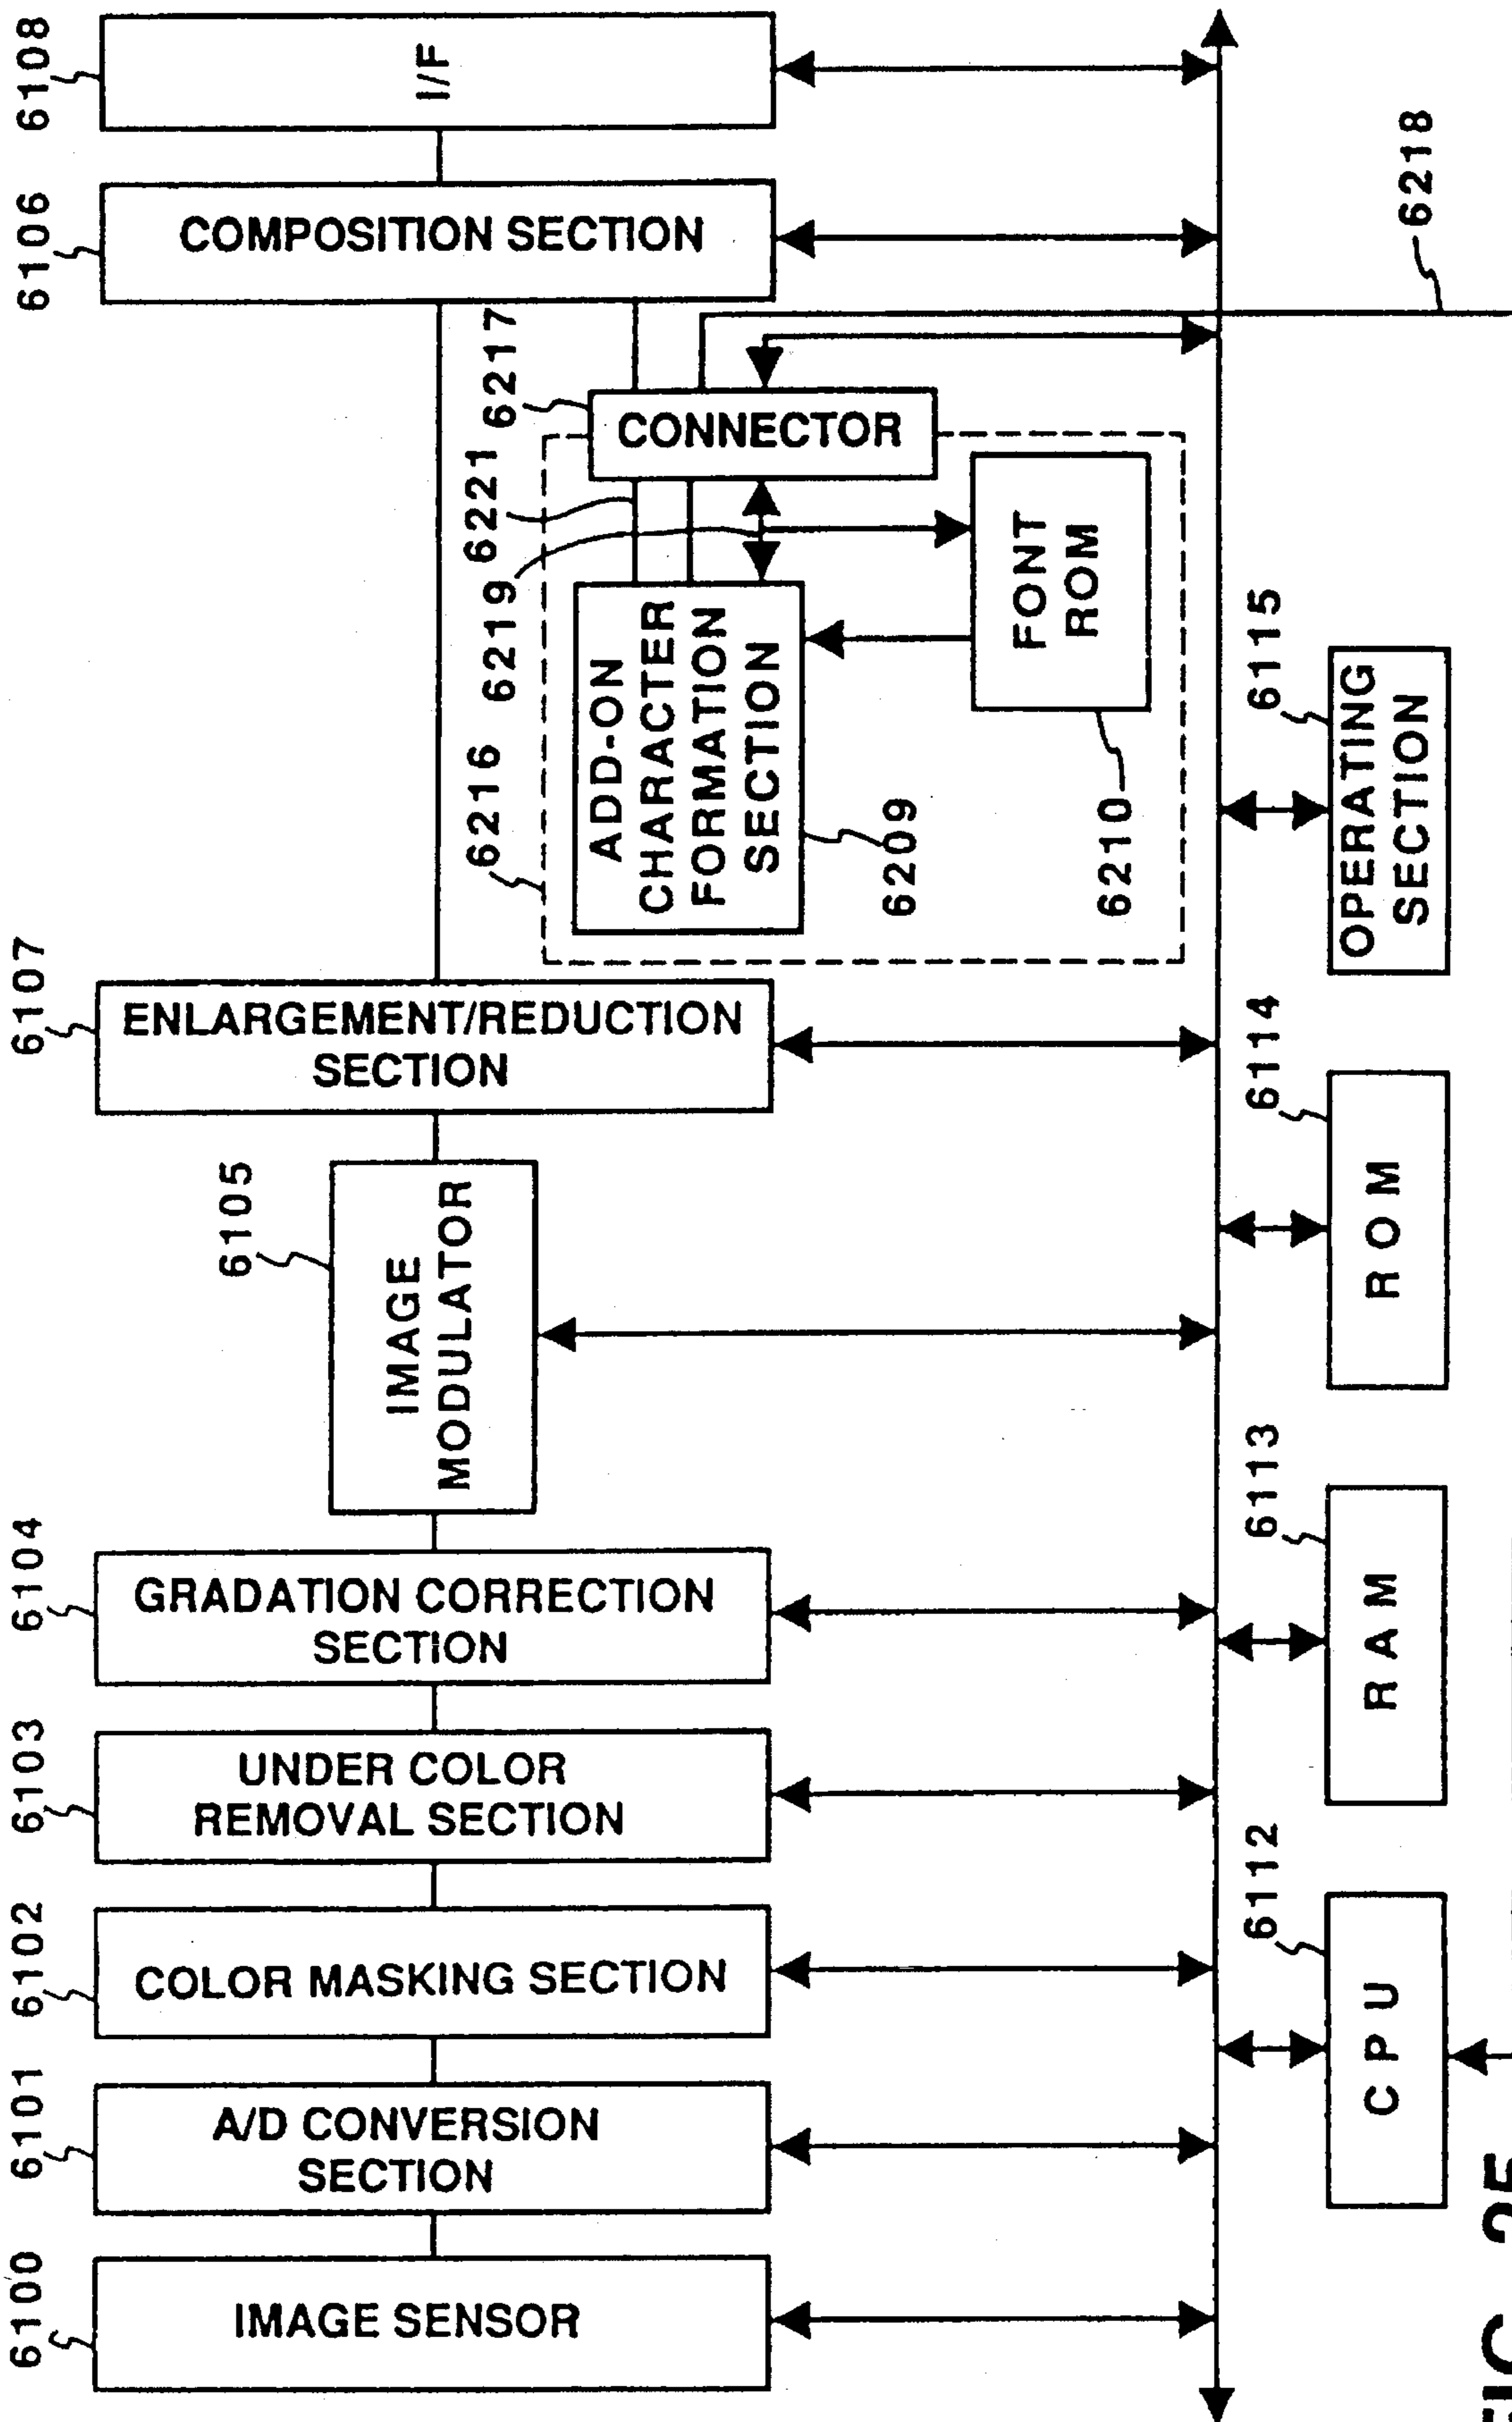 6108
I/F
6106
COMPOSITION SECTION
6217
CONNECTOR
6218
6221
6219
6216
ADD-ON
CHARACTER
FORMATION
SECTION
6209
FONT
ROM
6210
6107
ENLARGEMENT/REDUCTION
SECTION
6105
IMAGE
MODULATOR
6104
GRADATION CORRECTION
SECTION
6103
UNDER COLOR
REMOVAL SECTION
6102
COLOR MASKING SECTION
6101
A/D CONVERSION
SECTION
6100
IMAGE SENSOR
6115
OPERATING
SECTION
6114
ROM
6113
RAM
6112
CPU